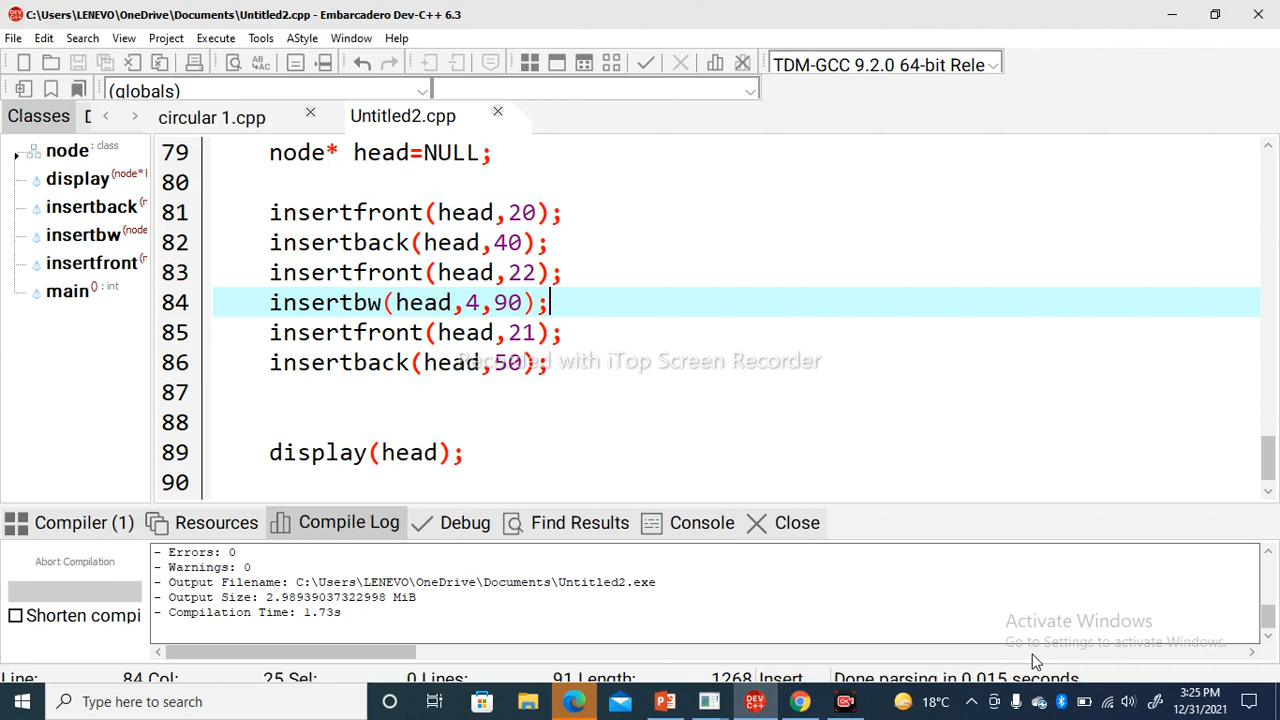 C:\Users\LENEVO\OneDrive\Documents\Untitled2.cpp - Embarcadero Dev-C++ 6.3
File Edit Search View Project Execute Tools AStyle Window Help
TDM-GCC 9.2.0 64-bit Rele
(globals)
Classes
circular 1.cpp
Untitled2.cpp
node : class
display (node*
insertback
insertbw (node
insertfront
main () : int
79 node* head=NULL;
80
81 insertfront(head,20);
82 insertback(head,40);
83 insertfront(head,22);
84 insertbw(head,4,90);
85 insertfront(head,21);
86 insertback(head,50);
Recorded with iTop Screen Recorder
87
88
89 display(head);
90
Compiler (1) Resources Compile Log Debug Find Results Console Close
Abort Compilation
Shorten compi
- Errors: 0
- Warnings: 0
- Output Filename: C:\Users\LENEVO\OneDrive\Documents\Untitled2.exe
- Output Size: 2.98939037322998 MiB
- Compilation Time: 1.73s
Activate Windows
Go to Settings to activate Windows.
Line: 84 Col: 25 Sel: 0 Lines: 91 Length: 1268 Insert Done parsing in 0.015 seconds
Type here to search
DEV C++
18°C
3:25 PM
12/31/2021